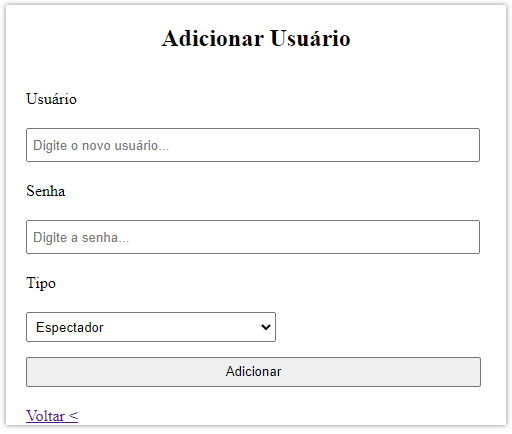 Adicionar Usuário
Usuário
Digite o novo usuário...
Senha
Digite a senha...
Tipo
Espectador
Adicionar
Voltar <